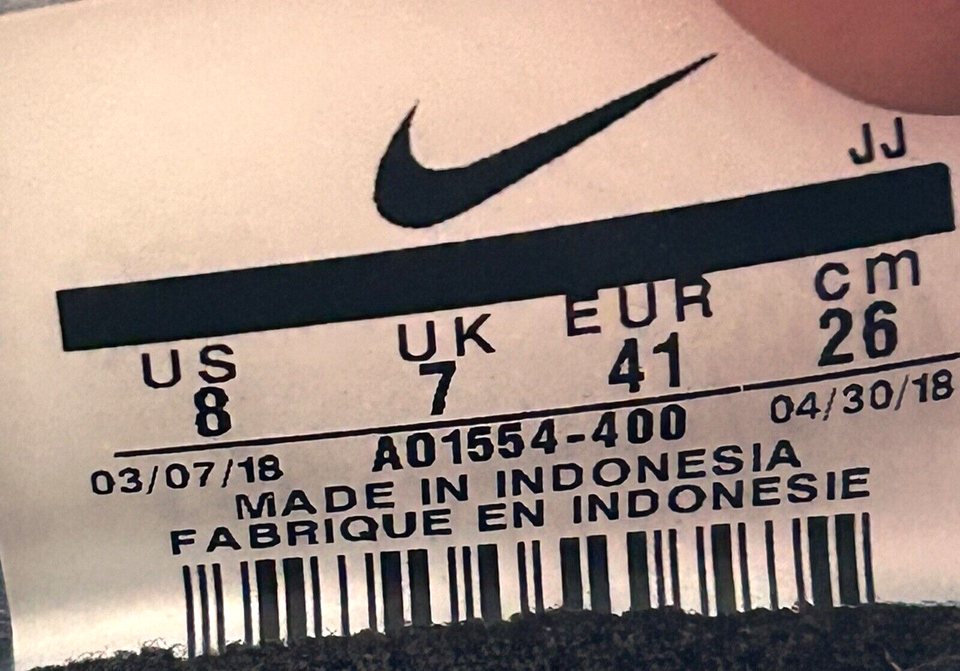 JJ
US UK EUR cm
8 7 41 26
03/07/18 A01554-400 04/30/18
MADE IN INDONESIA
FABRIQUE EN INDONESIE